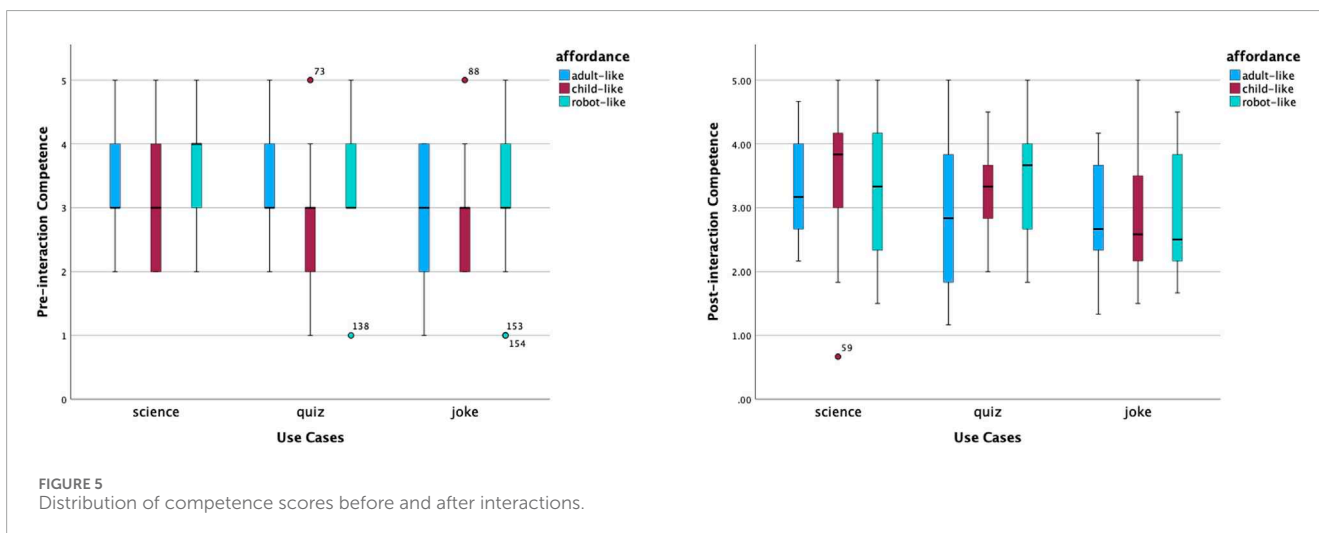 affordance
adult-like
child-like
robot-like
Pre-interaction Competence
5
4
3
2
1
0
73
88
138
153
154
science quiz joke
Use Cases
affordance
adult-like
child-like
robot-like
Post-interaction Competence
5.00
4.00
3.00
2.00
1.00
.00
59
science quiz joke
Use Cases
FIGURE 5
Distribution of competence scores before and after interactions.